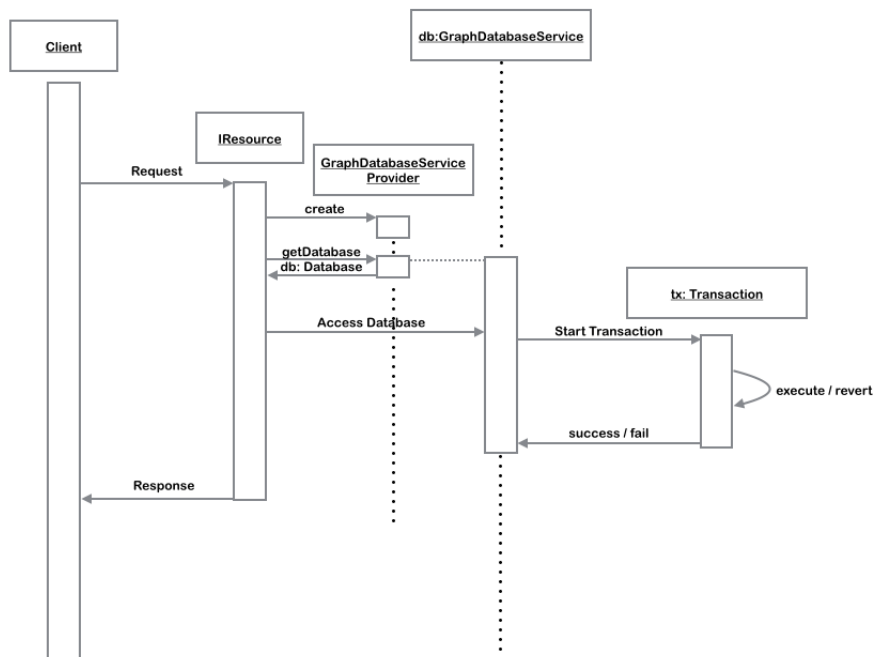 Client
db:GraphDatabaseService
IResource
GraphDatabaseService
Provider
Request
create
getDatabase
db: Database
tx: Transaction
Access Database
Start Transaction
execute / revert
success / fail
Response